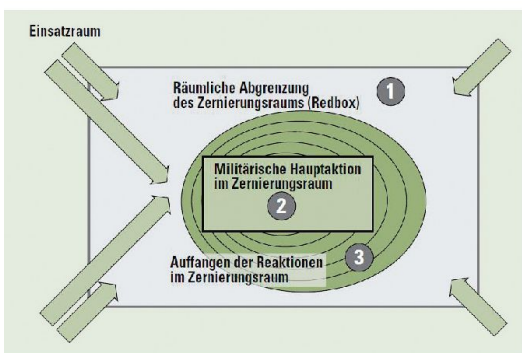 Einsatzraum
Räumliche Abgrenzung
des Zernierungsraums (Redbox)
1
Militärische Hauptaktion
im Zernierungsraum
2
Auffangen der Reaktionen
im Zernierungsraum
3